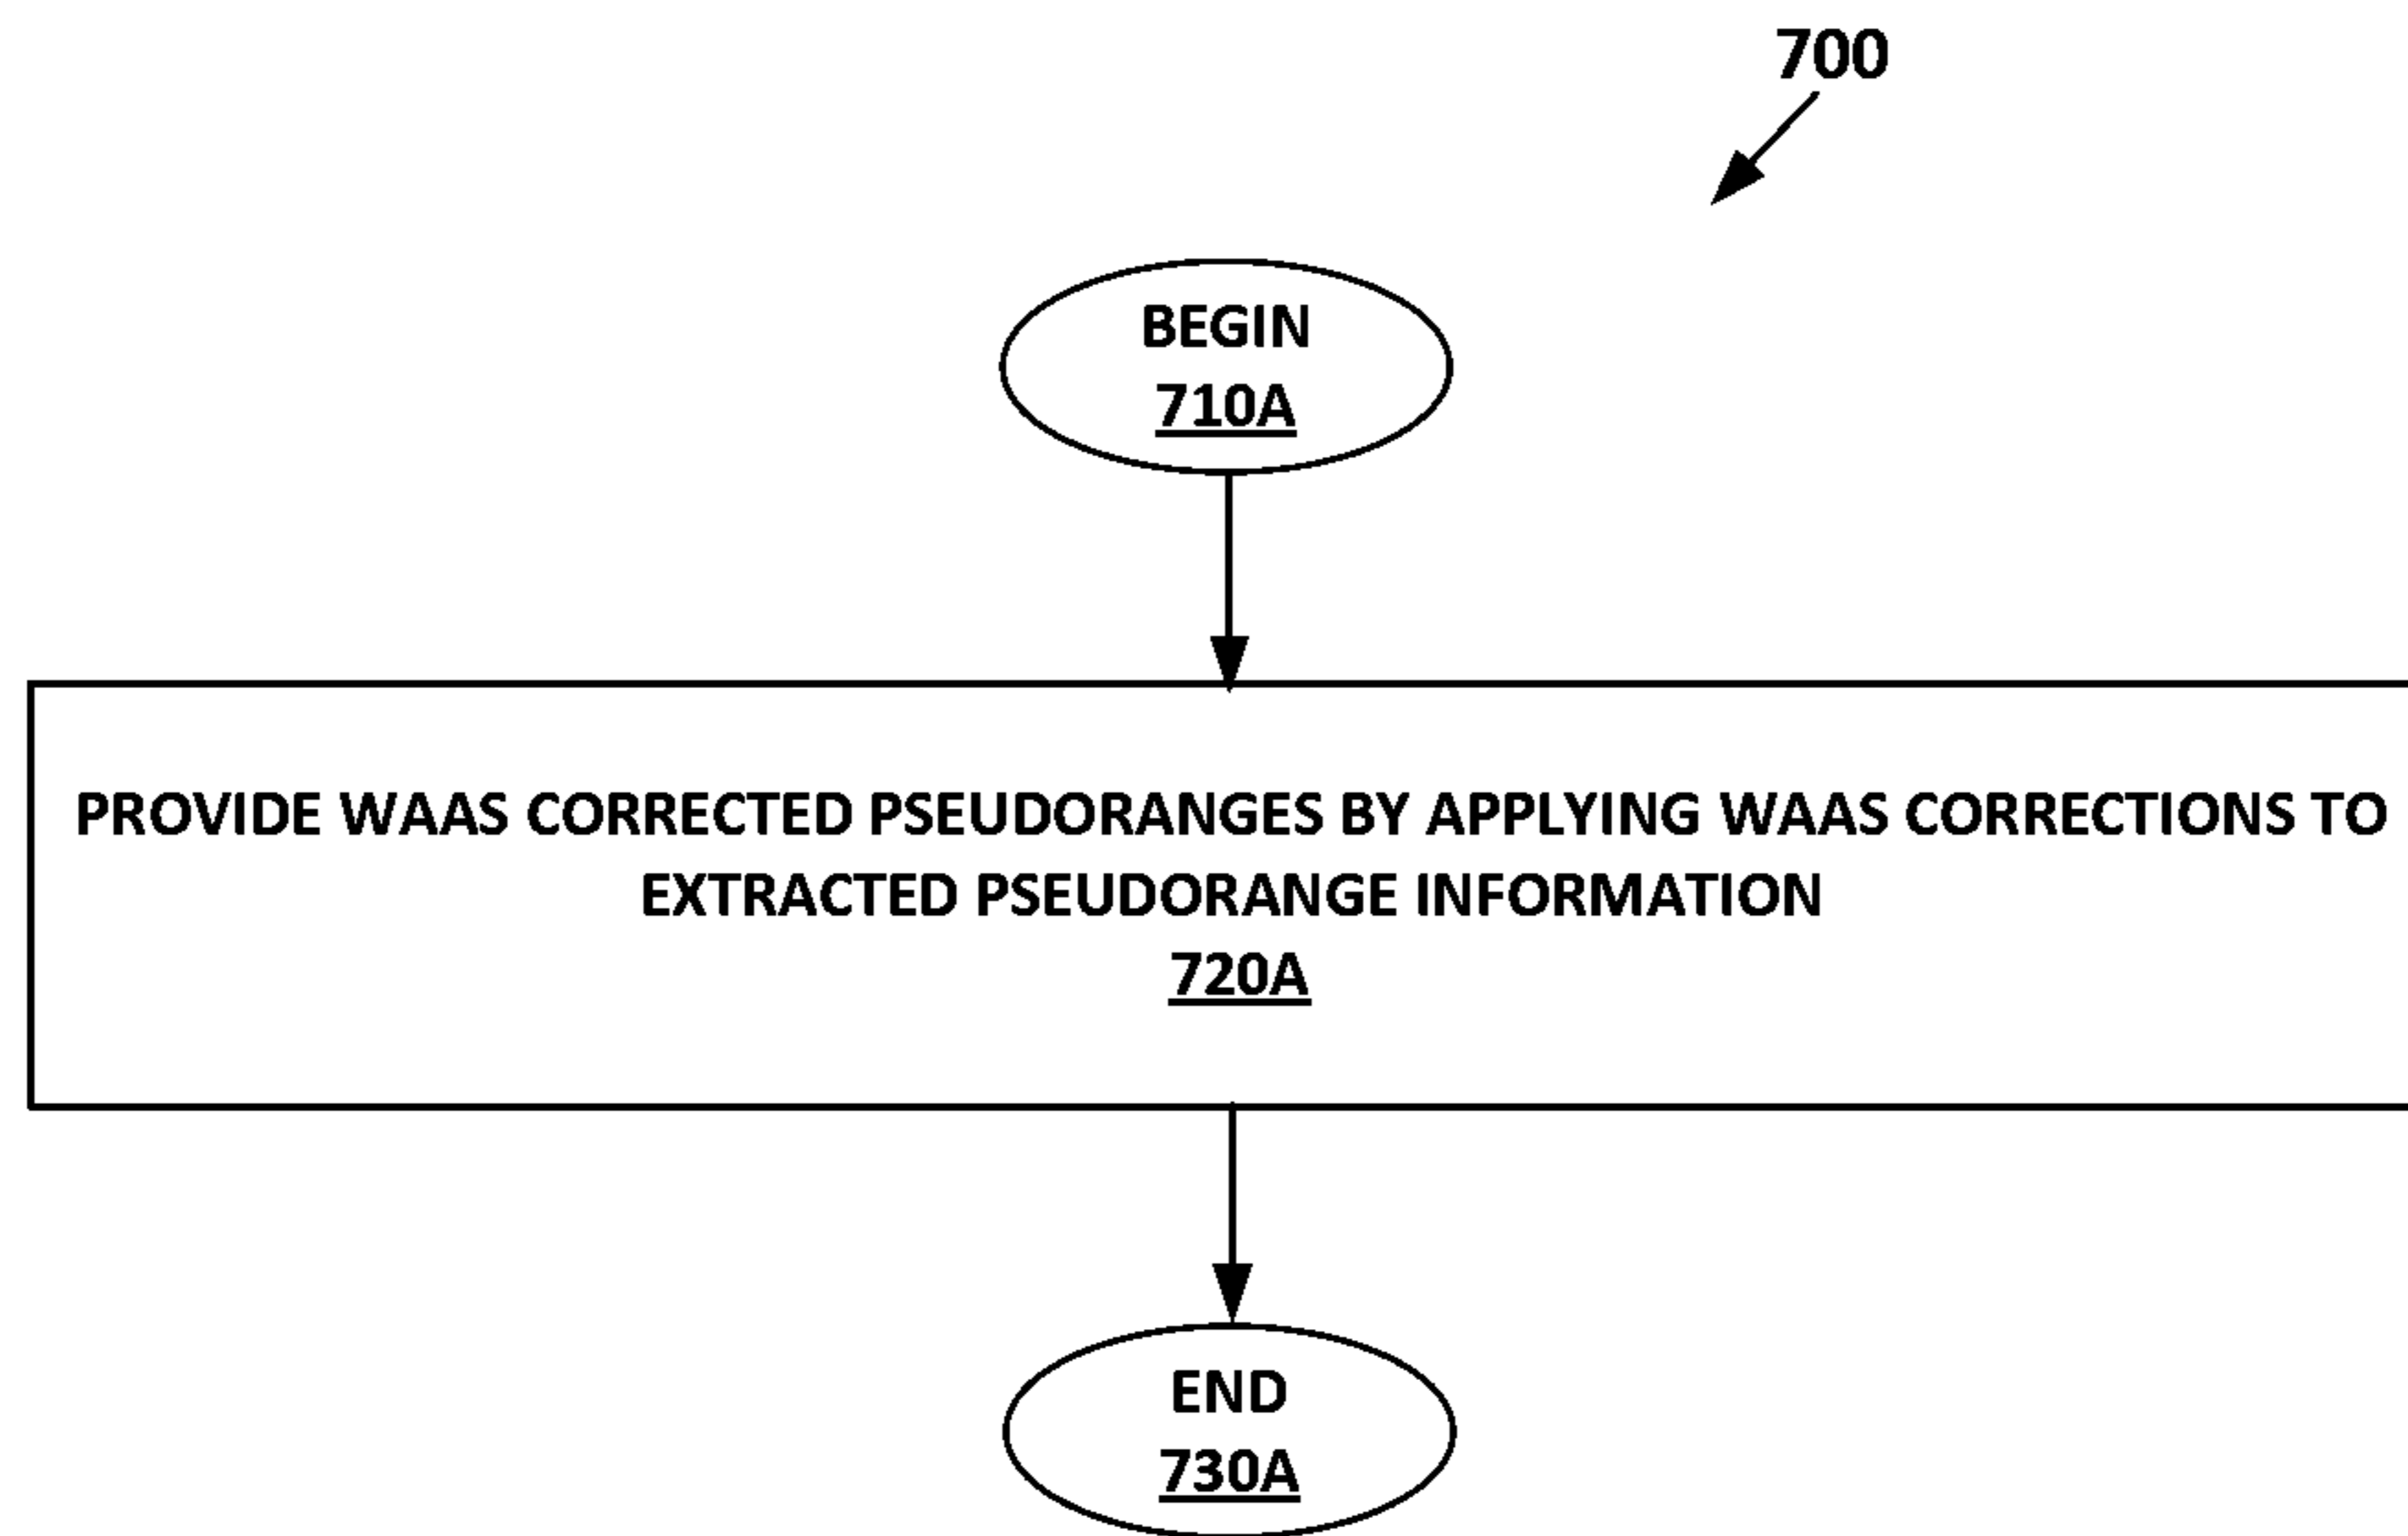 700
BEGIN
710A
PROVIDE WAAS CORRECTED PSEUDORANGES BY APPLYING WAAS CORRECTIONS TO
EXTRACTED PSEUDORANGE INFORMATION
720A
END
730A